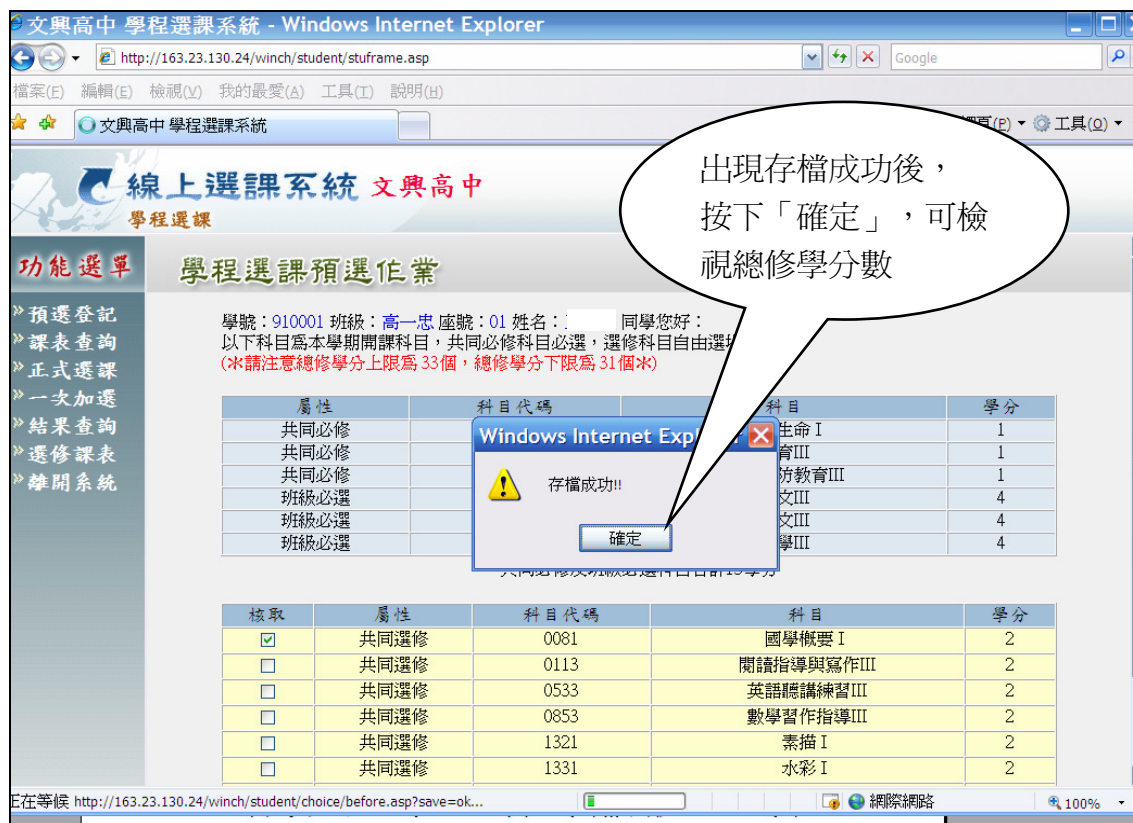 文興高中 學程選課系統 - Windows Internet Explorer
http://163.23.130.24/winch/student/stuframe.asp
Google
檔案(F) 編輯(E) 檢視(V) 我的最愛(A) 工具(T) 說明(H)
文興高中 學程選課系統
(P) 工具(O)
出現存檔成功後，
按下「確定」，可檢
視總修學分數
線上選課系統 文興高中
學程選課
功能選單
學程選課預選作業
»預選登記
»課表查詢
»正式選課
»一次加選
»結果查詢
»選修課表
»離開系統
學號：910001 班級：高一忠 座號：01 姓名： 同學您好：
以下科目為本學期開課科目，共同必修科目必選，選修科目自由選
(※請注意總修學分上限為 33個，總修學分下限為 31個※)
屬性 科目代碼 科目 學分
共同必修 生命 I 1
共同必修 育III 1
共同必修 防教育III 1
班級必選 文III 4
班級必選 文III 4
班級必選 學III 4
Windows Internet Expl
存檔成功!!
確定
核取 屬性 科目代碼 科目 學分
共同選修 0081 國學概要 I 2
共同選修 0113 閱讀指導與寫作III 2
共同選修 0533 英語聽講練習III 2
共同選修 0853 數學習作指導III 2
共同選修 1321 素描 I 2
共同選修 1331 水彩 I 2
正在等候 http://163.23.130.24/winch/student/choice/before.asp?save=ok...
網際網路
100%